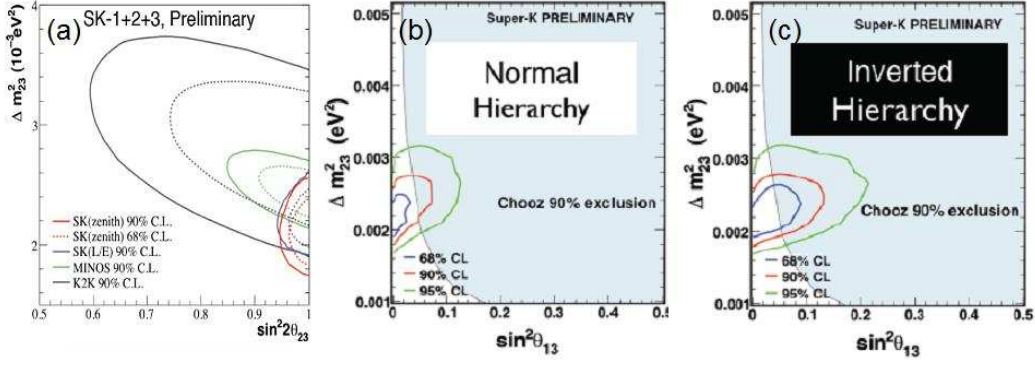 (a)
SK-1+2+3, Preliminary
Δ m²₂₃ (10⁻³eV²)
4
3
2
SK(zenith) 90% C.L.
SK(zenith) 68% C.L.
SK(L/E) 90% C.L.
MINOS 90% C.L.
K2K 90% C.L.
0.5 0.6 0.7 0.8 0.9 1
sin²2θ₂₃
(b)
Super-K PRELIMINARY
Normal
Hierarchy
Δ m²₂₃ (eV²)
0.005
0.004
0.003
0.002
0.001
Chooz 90% exclusion
68% CL
90% CL
95% CL
0 0.1 0.2 0.3 0.4 0.5
sin²θ₁₃
(c)
Super-K PRELIMINARY
Inverted
Hierarchy
Δ m²₂₃ (eV²)
0.005
0.004
0.003
0.002
0.001
Chooz 90% exclusion
68% CL
90% CL
95% CL
0 0.1 0.2 0.3 0.4 0.5
sin²θ₁₃